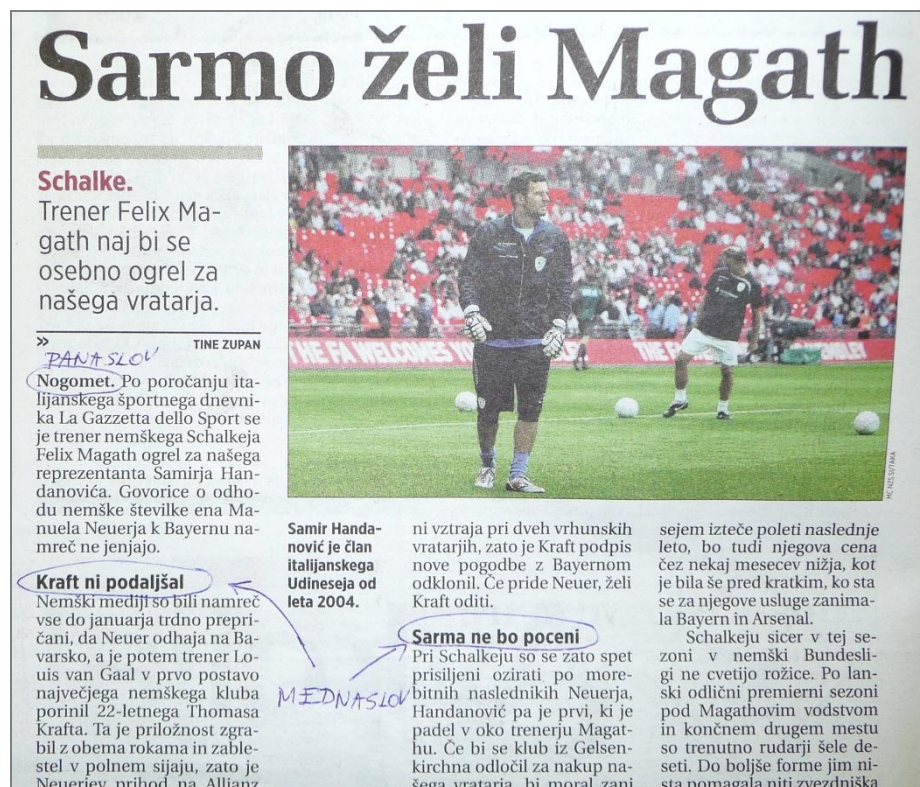 Sarmo želi Magath
Schalke.
Trener Felix Ma-
gath naj bi se
osebno ogrel za
našega vratarja.
» TINE ZUPAN
PANASLOV
Nogomet. Po poročanju ita-
lijanskega športnega dnevni-
ka La Gazzetta dello Sport se
je trener nemškega Schalkeja
Felix Magath ogrel za našega
reprezentanta Samirja Han-
danovića. Govorice o odho-
du nemške številke ena Ma-
nuela Neuerja k Bayernu na-
mreč ne jenjajo.
Kraft ni podaljšal
Nemški mediji so bili namreč
vse do januarja trdno prepri-
čani, da Neuer odhaja na Ba-
varsko, a je potem trener Lo-
uis van Gaal v prvo postavo
največjega nemškega kluba
porinil 22-letnega Thomasa
Krafta. Ta je priložnost zgra-
bil z obema rokama in zable-
stel v polnem sijaju, zato je
Neuerjev prihod na Allianz
THE FA WELCOMES
THE FA
Samir Handa-
nović je član
italijanskega
Udineseja od
leta 2004.
MEDNASLOV
ni vztraja pri dveh vrhunskih
vratarjih, zato je Kraft podpis
nove pogodbe z Bayernom
odklonil. Če pride Neuer, želi
Kraft oditi.
Sarma ne bo poceni
Pri Schalkeju so se zato spet
prisiljeni ozirati po more-
bitnih naslednikih Neuerja,
Handanović pa je prvi, ki je
padel v oko trenerju Magat-
hu. Če bi se klub iz Gelsen-
kirchna odločil za nakup na-
šega vratarja, bi moral zanj
sejem izteče poleti naslednje
leto, bo tudi njegova cena
čez nekaj mesecev nižja, kot
je bila še pred kratkim, ko sta
se za njegove usluge zanima-
la Bayern in Arsenal.
Schalkeju sicer v tej se-
zoni v nemški Bundesli-
gi ne cvetijo rožice. Po lan-
ski odlični premierni sezoni
pod Magathovim vodstvom
in končnem drugem mestu
so trenutno rudarji šele de-
seti. Do boljše forme jim ni-
sta pomagala niti zvezdniška